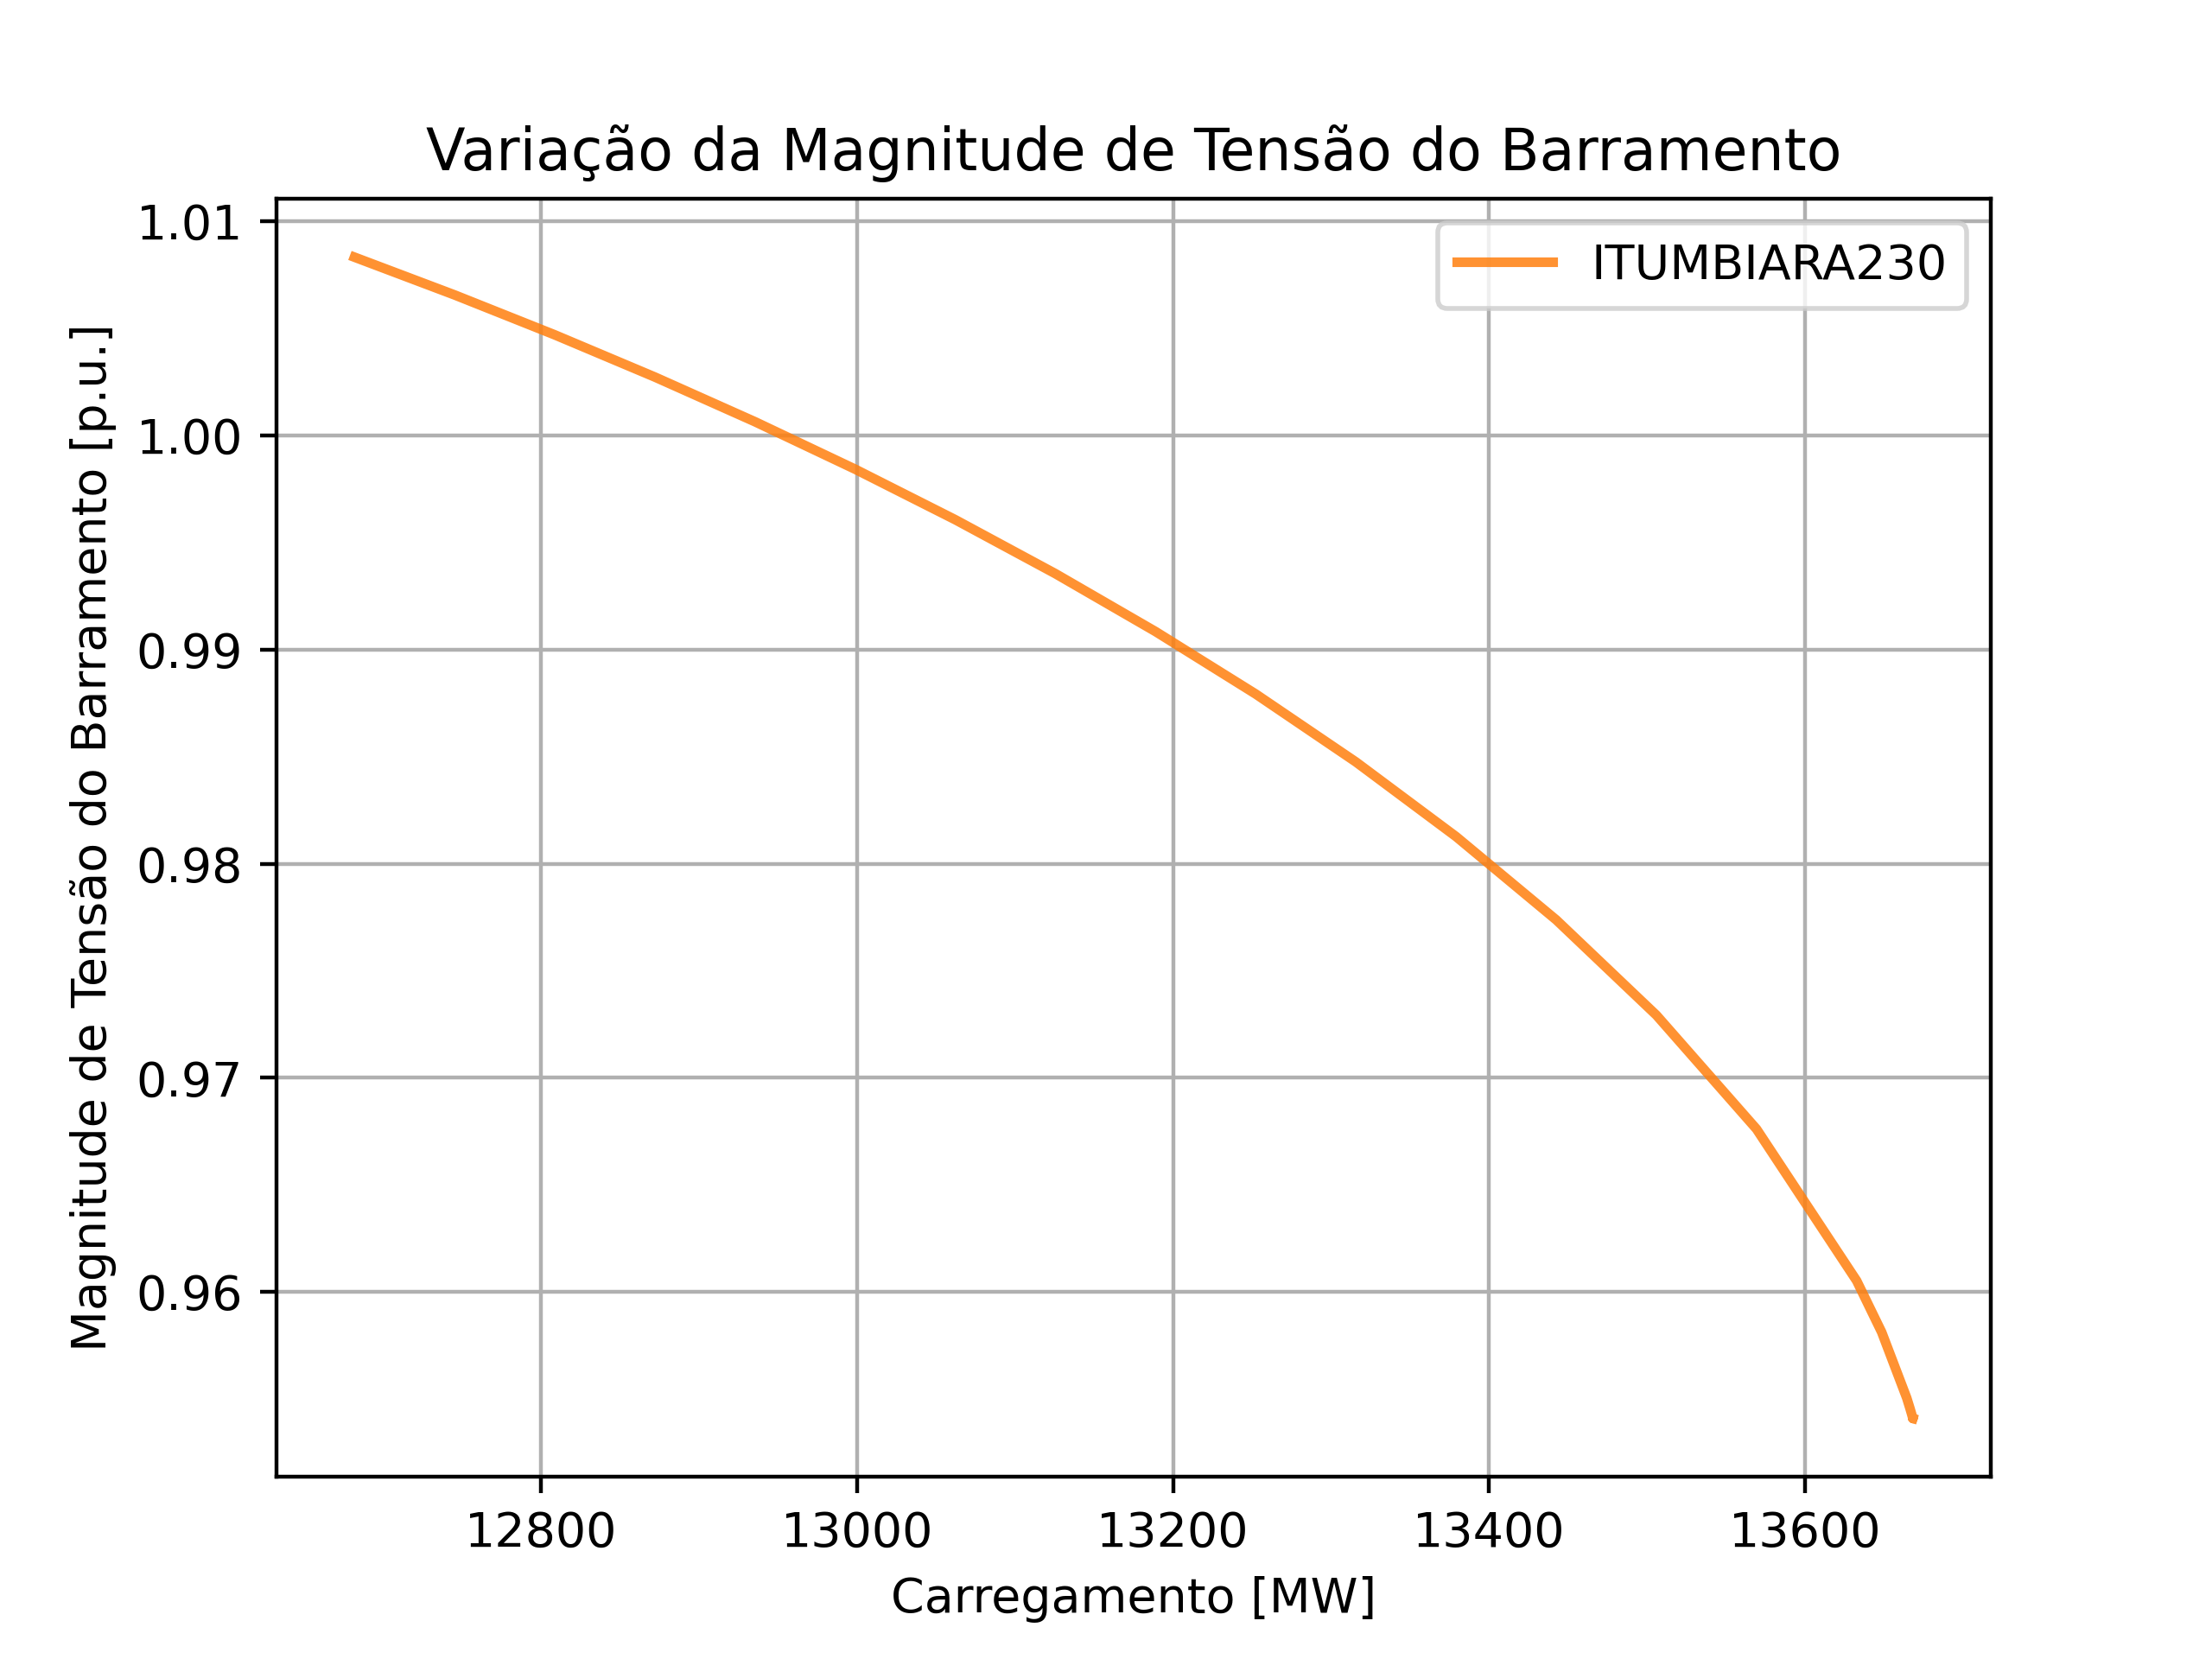 Variação da Magnitude de Tensão do Barramento
ITUMBIARA230
Magnitude de Tensão do Barramento [p.u.]
1.01
1.00
0.99
0.98
0.97
0.96
12800 13000 13200 13400 13600
Carregamento [MW]